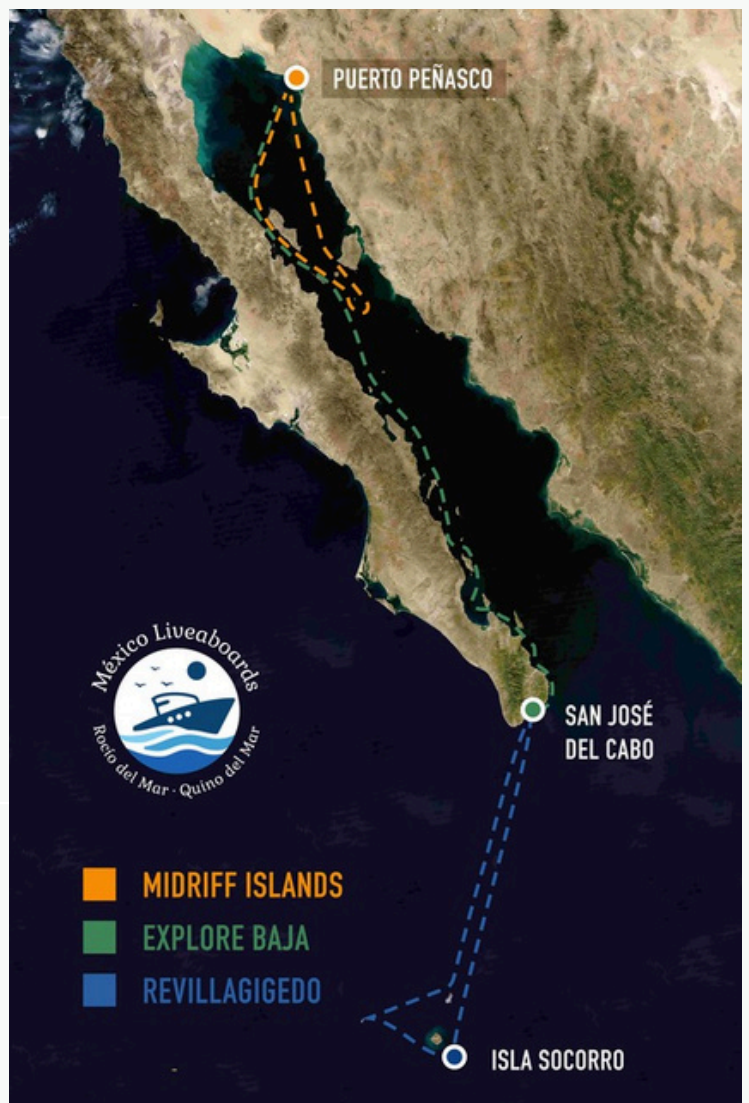 PUERTO PEÑASCO
México Liveaboards
Rocío del Mar · Quino del Mar
SAN JOSÉ
DEL CABO
MIDRIFF ISLANDS
EXPLORE BAJA
REVILLAGIGEDO
ISLA SOCORRO